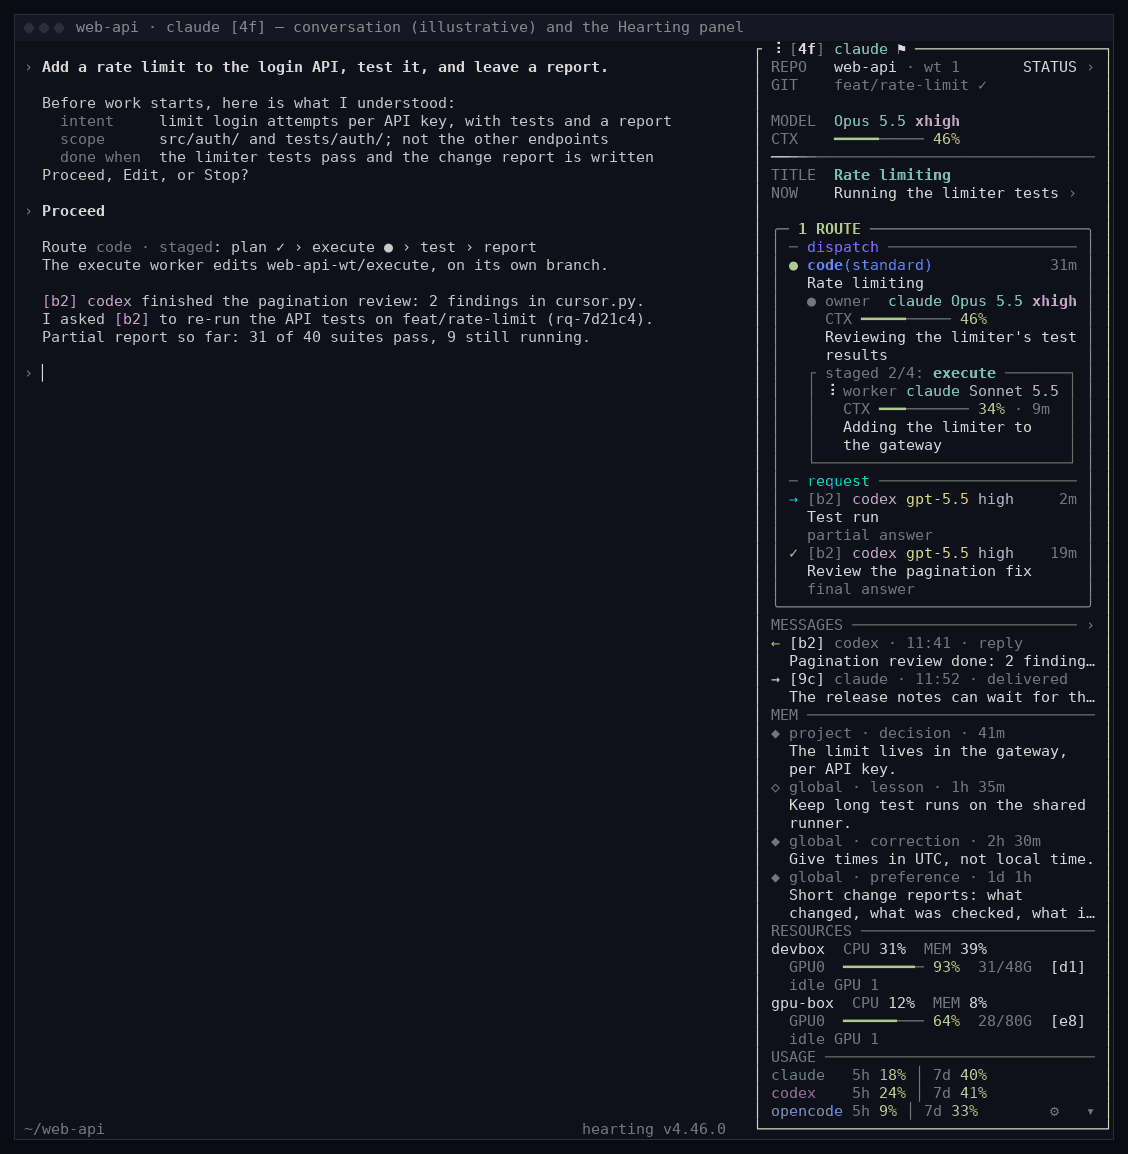 web-api · claude [4f] — conversation (illustrative) and the Hearting panel
› Add a rate limit to the login API, test it, and leave a report.
Before work starts, here is what I understood:
intent limit login attempts per API key, with tests and a report
scope src/auth/ and tests/auth/; not the other endpoints
done when the limiter tests pass and the change report is written
Proceed, Edit, or Stop?
› Proceed
Route code · staged: plan ✓ › execute ● › test › report
The execute worker edits web-api-wt/execute, on its own branch.
[b2] codex finished the pagination review: 2 findings in cursor.py.
I asked [b2] to re-run the API tests on feat/rate-limit (rq-7d21c4).
Partial report so far: 31 of 40 suites pass, 9 still running.
›
~/web-api hearting v4.46.0
⠸ [4f] claude ⚑
REPO web-api · wt 1 STATUS ›
GIT feat/rate-limit ✓
MODEL Opus 5.5 xhigh
CTX 46%
TITLE Rate limiting
NOW Running the limiter tests ›
1 ROUTE
dispatch
● code(standard) 31m
Rate limiting
● owner claude Opus 5.5 xhigh
CTX 46%
Reviewing the limiter's test
results
staged 2/4: execute
⠸ worker claude Sonnet 5.5
CTX 34% · 9m
Adding the limiter to
the gateway
request
→ [b2] codex gpt-5.5 high 2m
Test run
partial answer
✓ [b2] codex gpt-5.5 high 19m
Review the pagination fix
final answer
MESSAGES ›
← [b2] codex · 11:41 · reply
Pagination review done: 2 finding…
→ [9c] claude · 11:52 · delivered
The release notes can wait for th…
MEM
◆ project · decision · 41m
The limit lives in the gateway,
per API key.
◇ global · lesson · 1h 35m
Keep long test runs on the shared
runner.
◆ global · correction · 2h 30m
Give times in UTC, not local time.
◆ global · preference · 1d 1h
Short change reports: what
changed, what was checked, what i…
RESOURCES
devbox CPU 31% MEM 39%
GPU0 93% 31/48G [d1]
idle GPU 1
gpu-box CPU 12% MEM 8%
GPU0 64% 28/80G [e8]
idle GPU 1
USAGE
claude 5h 18% │ 7d 40%
codex 5h 24% │ 7d 41%
opencode 5h 9% │ 7d 33% ⚙ ▾